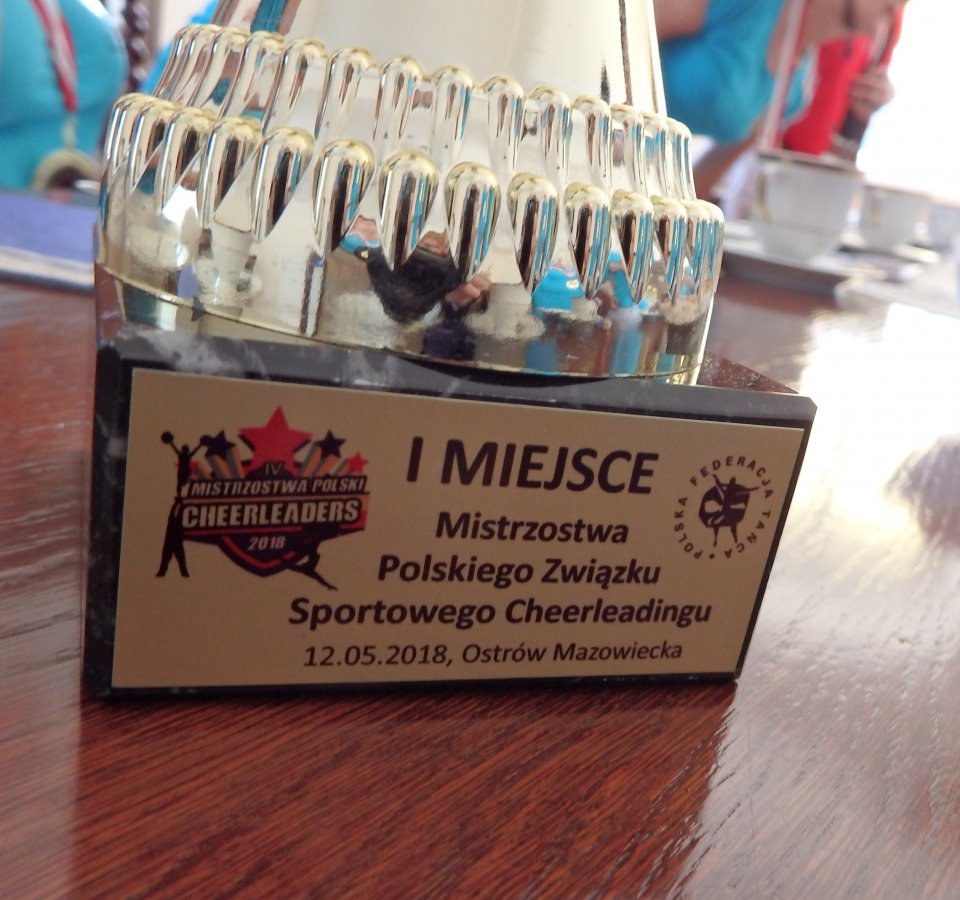 IV
MISTRZOSTWA POLSKI
CHEERLEADERS
2018
I MIEJSCE
Mistrzostwa
Polskiego Związku
Sportowego Cheerleadingu
12.05.2018, Ostrów Mazowiecka
POLSKA FEDERACJA TAŃCA